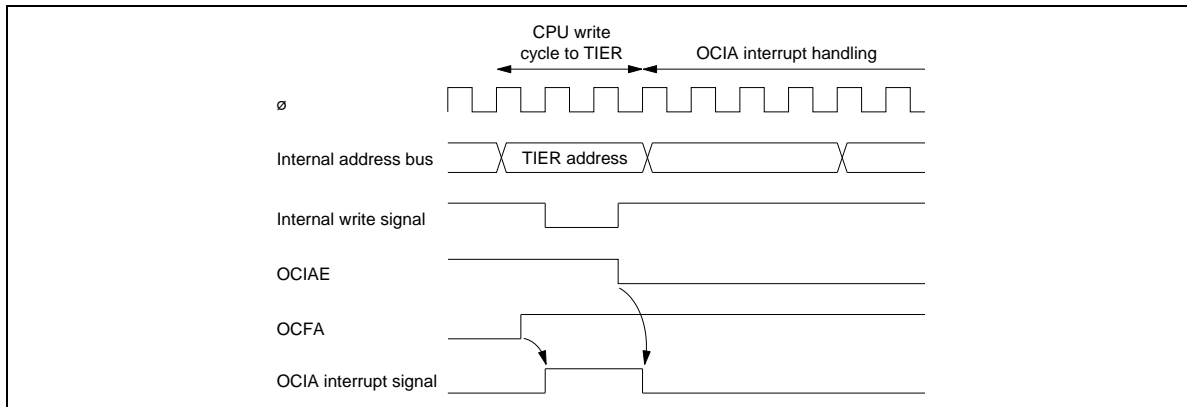 CPU write
cycle to TIER
OCIA interrupt handling
ø
Internal address bus
TIER address
Internal write signal
OCIAE
OCFA
OCIA interrupt signal